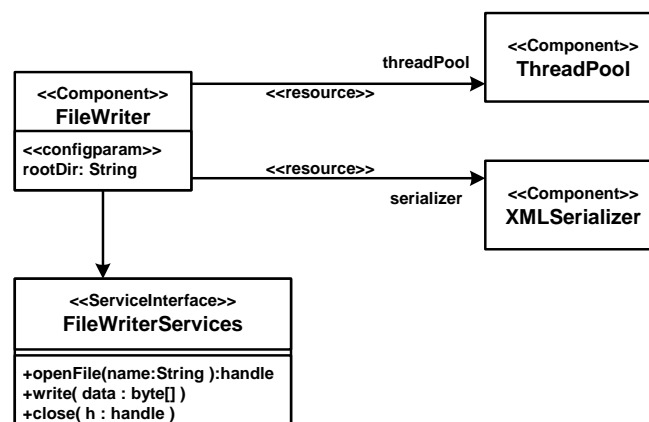 <<Component>>
FileWriter
<<configparam>>
rootDir: String
threadPool
<<resource>>
<<Component>>
ThreadPool
<<resource>>
serializer
<<Component>>
XMLSerializer
<<ServiceInterface>>
FileWriterServices
+openFile(name:String ):handle
+write( data : byte[] )
+close( h : handle )